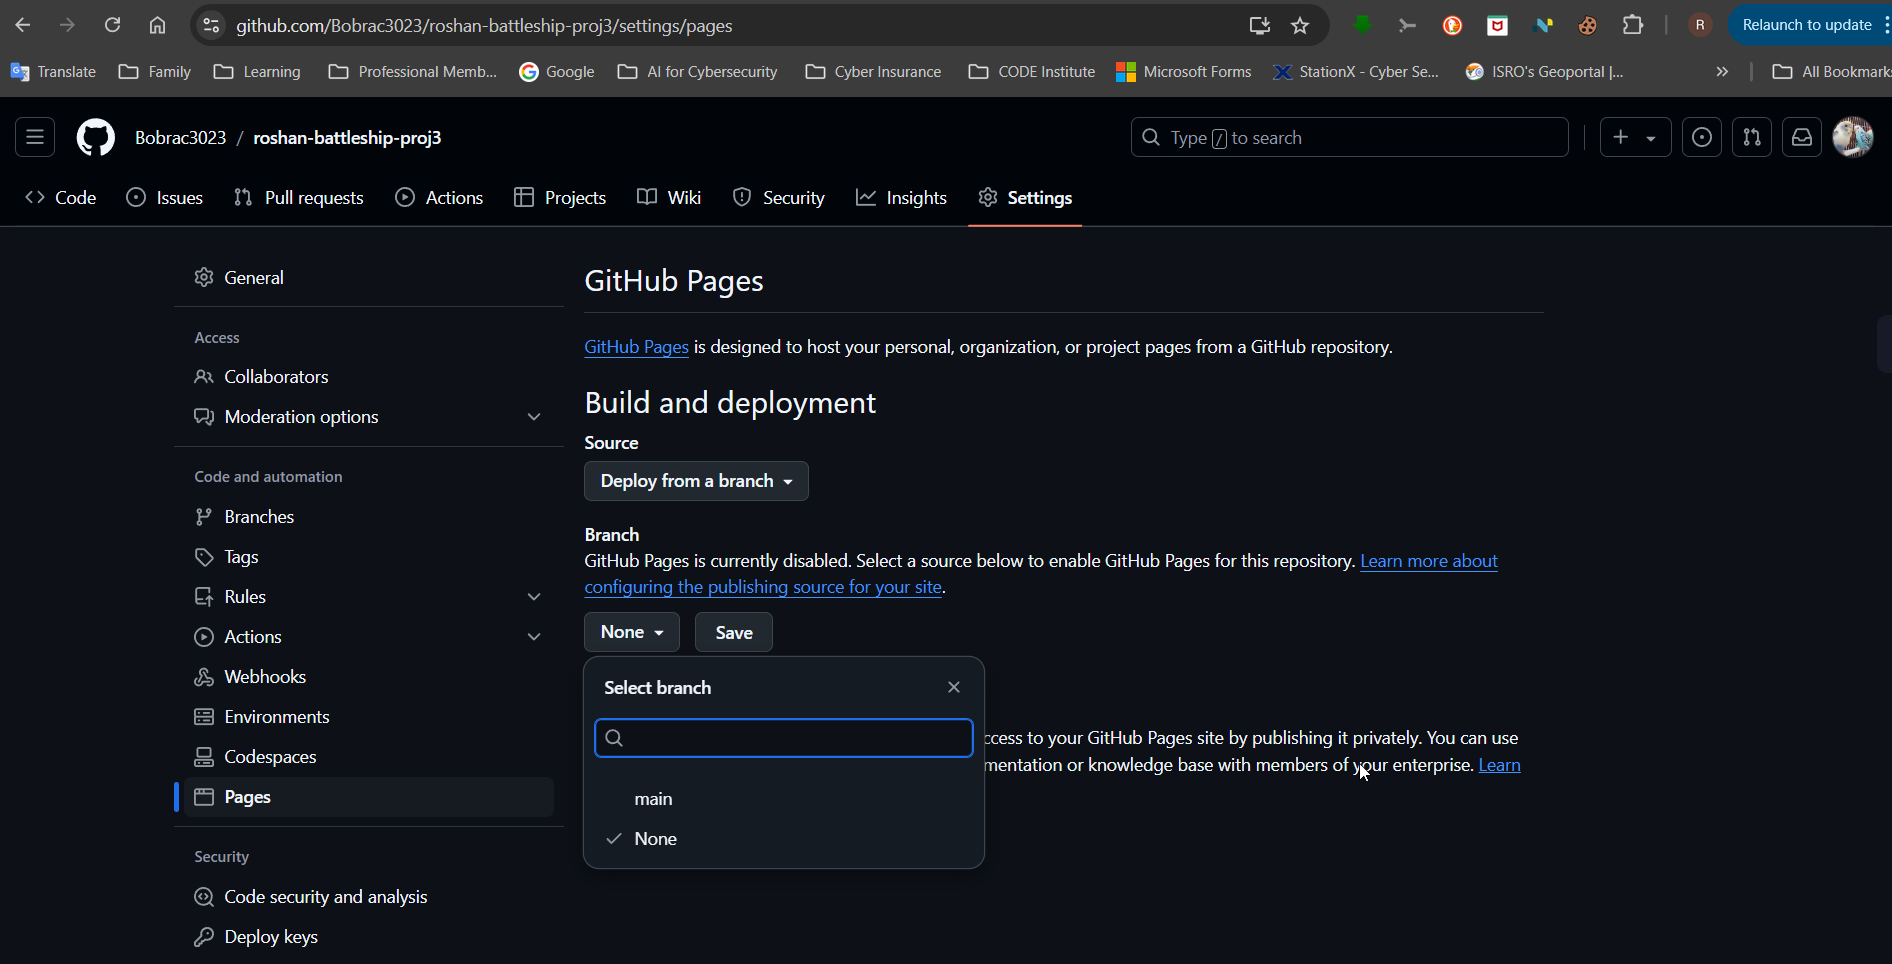 github.com/Bobrac3023/roshan-battleship-proj3/settings/pages
R
Relaunch to update
Translate Family Learning Professional Memb... Google AI for Cybersecurity Cyber Insurance CODE Institute Microsoft Forms StationX - Cyber Se... ISRO's Geoportal |... » All Bookmarks
Bobrac3023 / roshan-battleship-proj3
Type / to search
Code Issues Pull requests Actions Projects Wiki Security Insights Settings
General
Access
Collaborators
Moderation options
Code and automation
Branches
Tags
Rules
Actions
Webhooks
Environments
Codespaces
Pages
Security
Code security and analysis
Deploy keys
GitHub Pages
GitHub Pages is designed to host your personal, organization, or project pages from a GitHub repository.
Build and deployment
Source
Deploy from a branch
Branch
GitHub Pages is currently disabled. Select a source below to enable GitHub Pages for this repository. Learn more about
configuring the publishing source for your site.
None Save
Select branch
ccess to your GitHub Pages site by publishing it privately. You can use
mentation or knowledge base with members of your enterprise. Learn
main
None